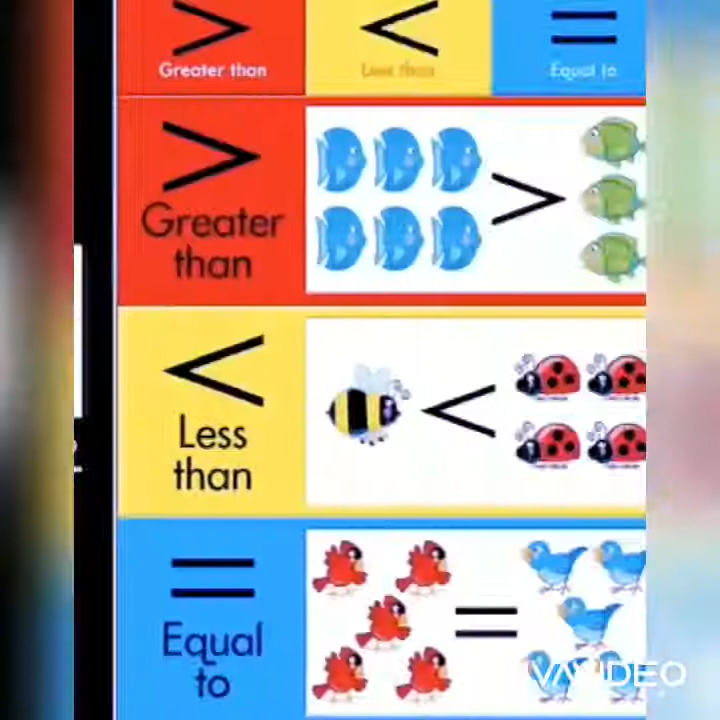 > < =
Greater than Less than Equal to
>
Greater
than
>
<
Less
than
<
=
Equal
to
=